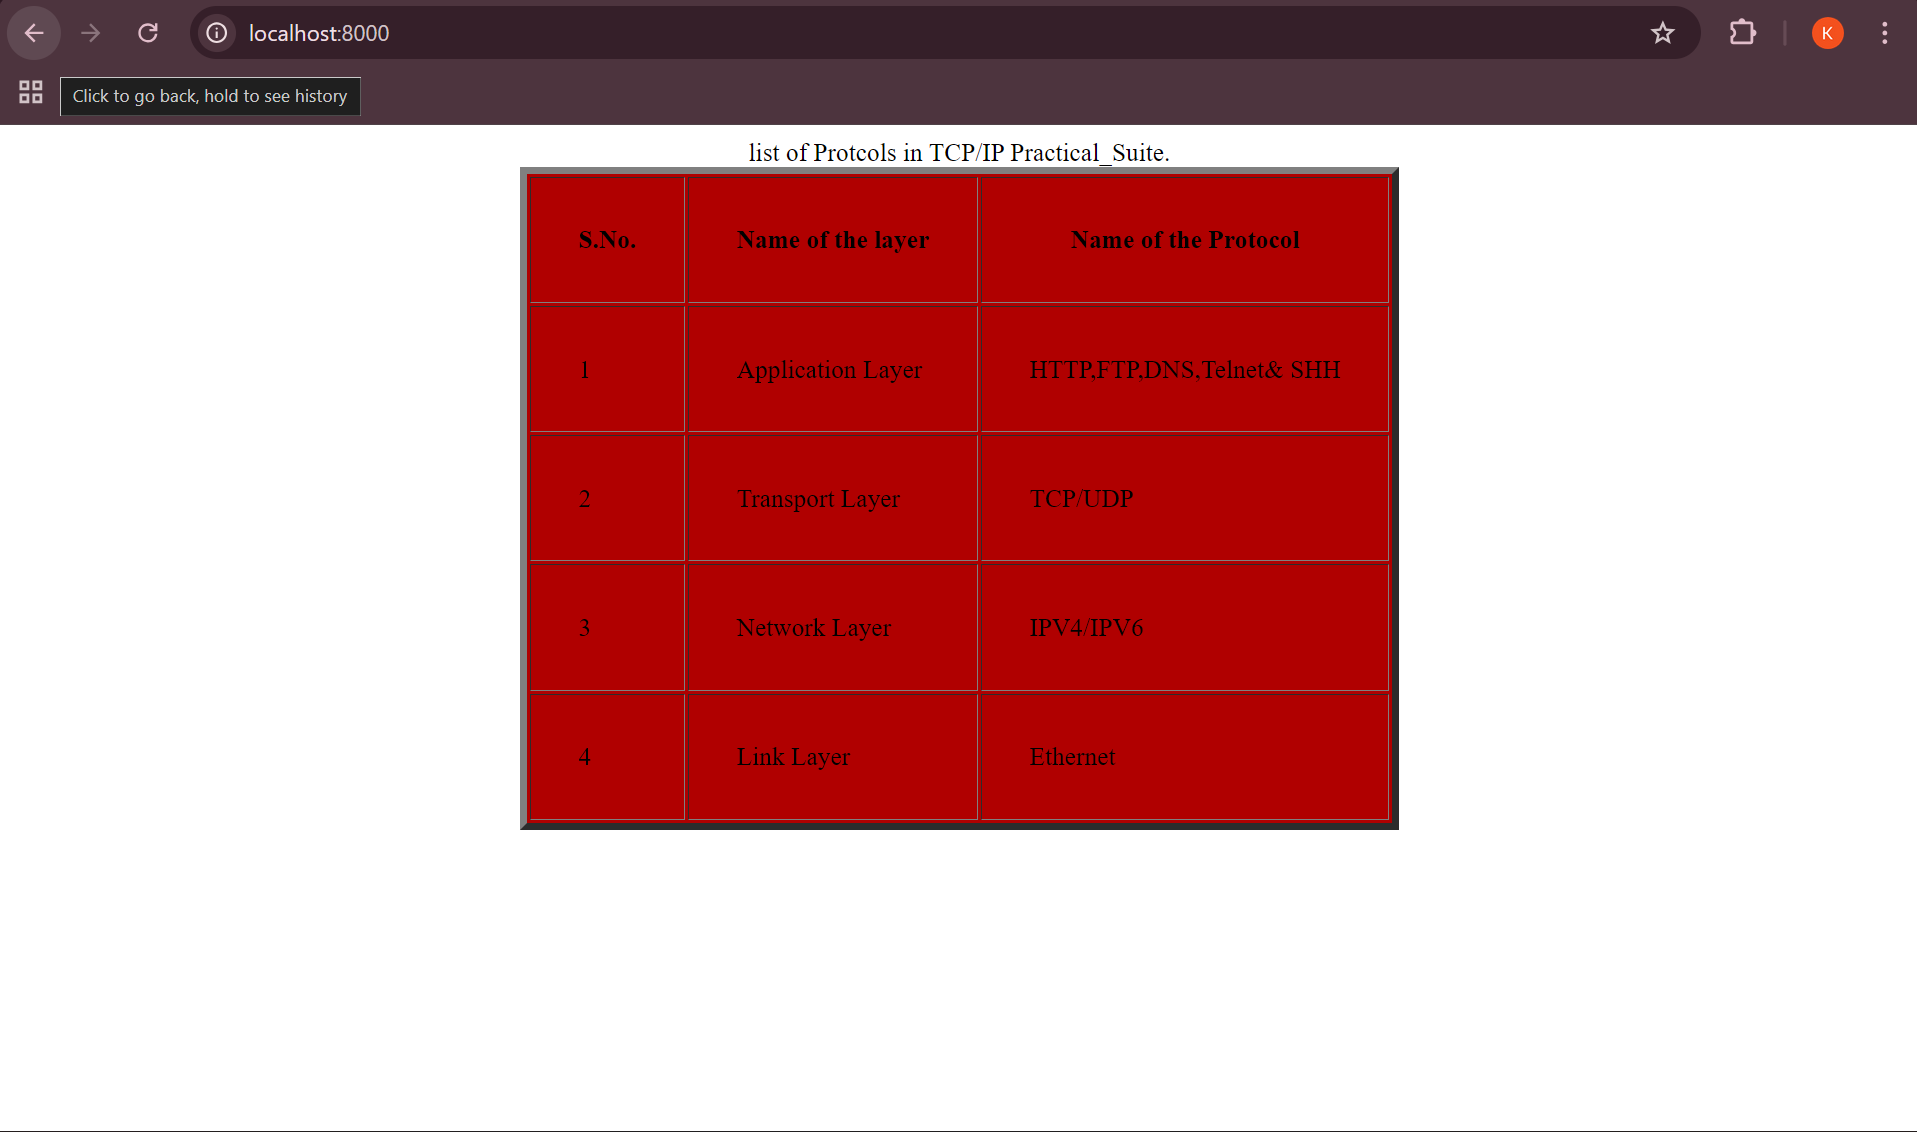 localhost:8000
K
Click to go back, hold to see history
list of Protcols in TCP/IP Practical_Suite.
S.No. Name of the layer Name of the Protocol
1 Application Layer HTTP,FTP,DNS,Telnet& SHH
2 Transport Layer TCP/UDP
3 Network Layer IPV4/IPV6
4 Link Layer Ethernet